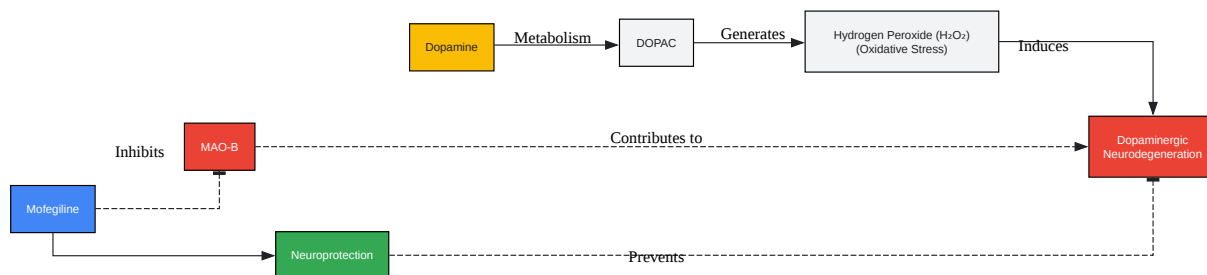 Dopamine
Metabolism
DOPAC
Generates
Hydrogen Peroxide (H₂O₂)
(Oxidative Stress)
Induces
Inhibits
MAO-B
Contributes to
Dopaminergic
Neurodegeneration
Mofegiline
Neuroprotection
Prevents